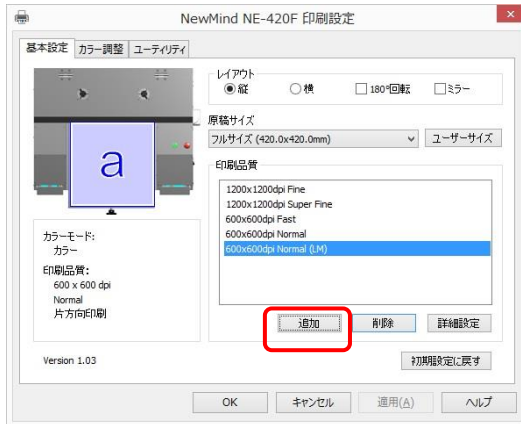 NewMind NE-420F 印刷設定
基本設定 カラー調整 ユーティリティ
レイアウト
縦 横 180°回転 ミラー
原稿サイズ
フルサイズ (420.0x420.0mm) ユーザーサイズ
a
印刷品質
1200x1200dpi Fine
1200x1200dpi Super Fine
600x600dpi Fast
600x600dpi Normal
600x600dpi Normal (LM)
カラーモード:
カラー
印刷品質:
600 x 600 dpi
Normal
片方向印刷
追加 削除 詳細設定
Version 1.03 初期設定に戻す
OK キャンセル 適用(A) ヘルプ